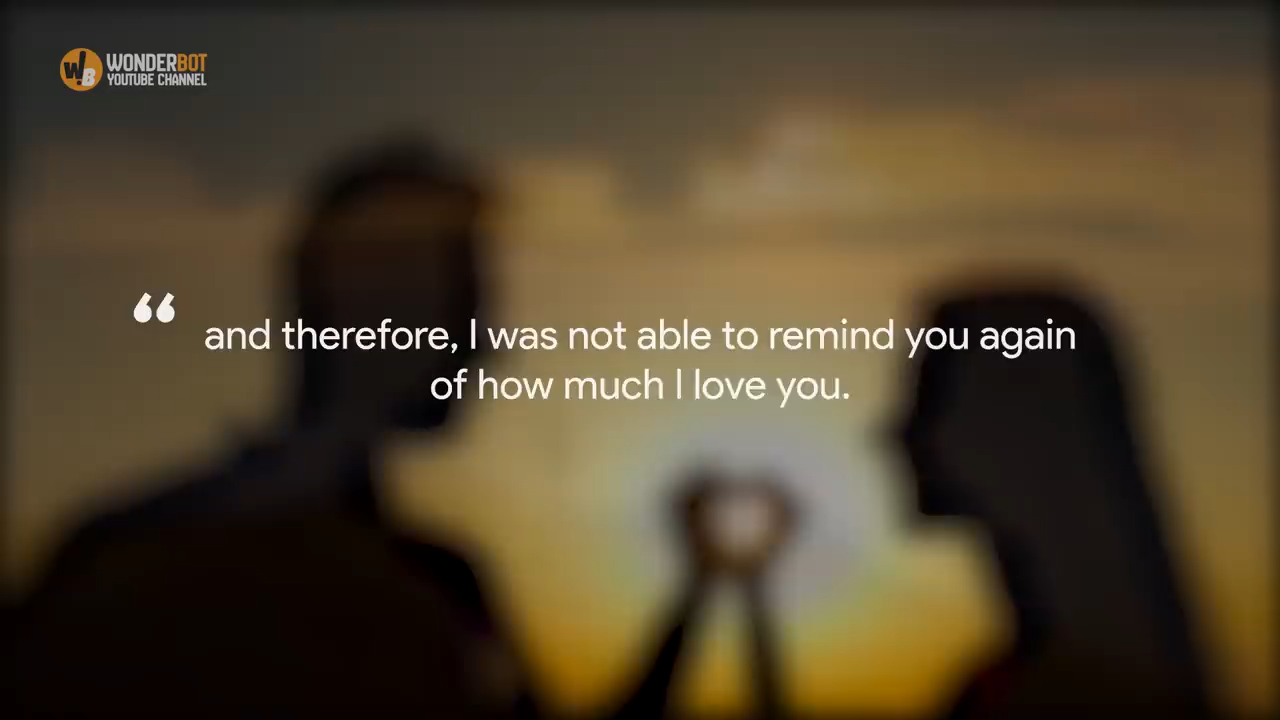 WONDERBOT
YOUTUBE CHANNEL
“ and therefore, I was not able to remind you again
of how much I love you.